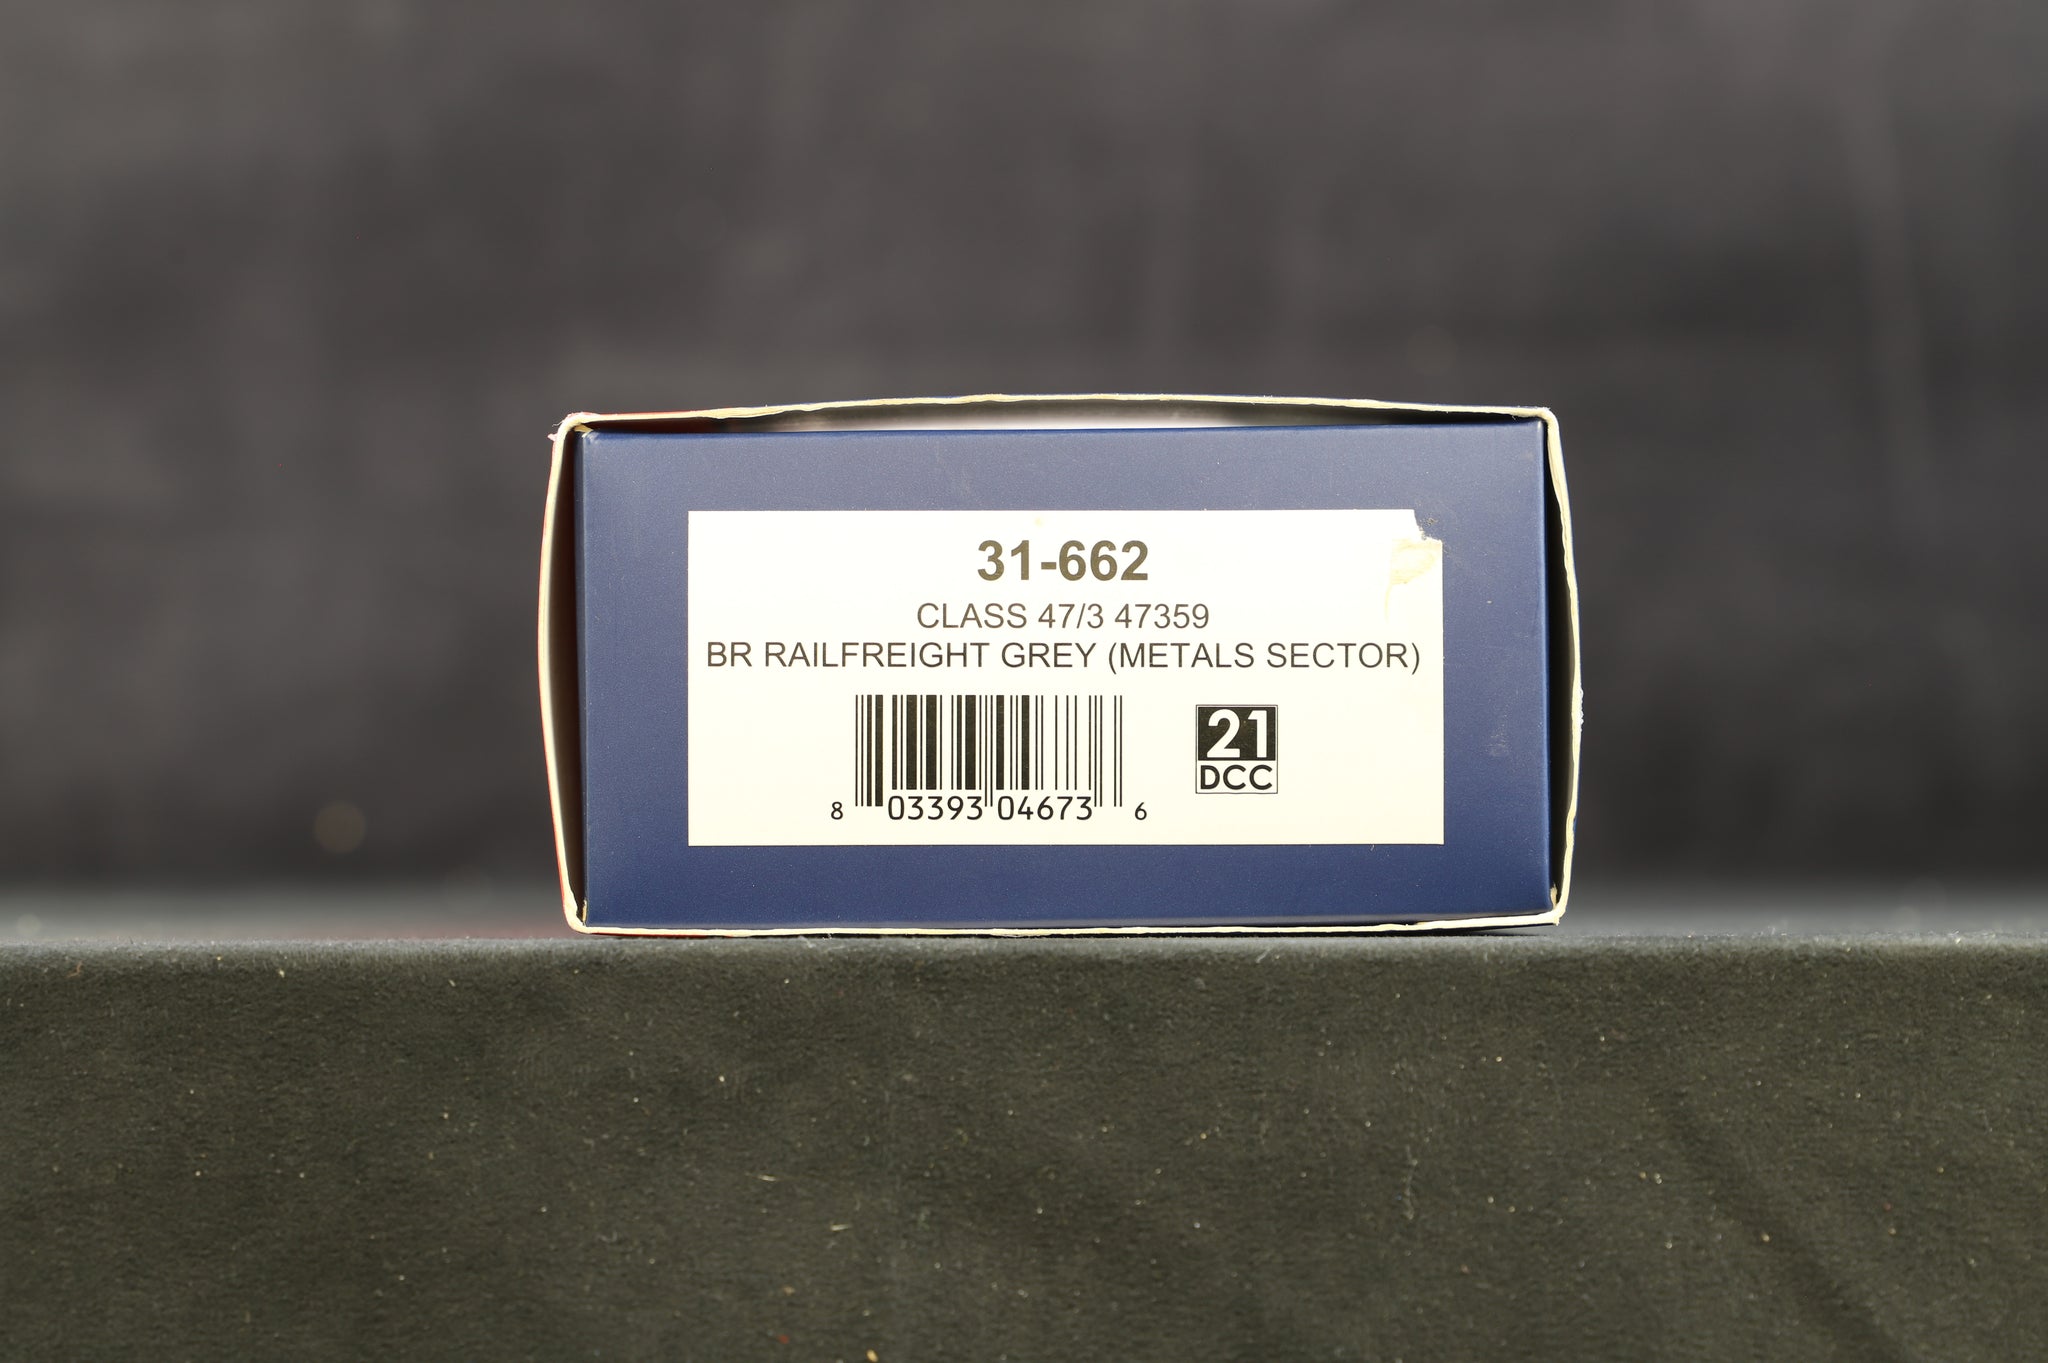 31-662
CLASS 47/3 47359
BR RAILFREIGHT GREY (METALS SECTOR)
21
DCC
8 03393 04673 6